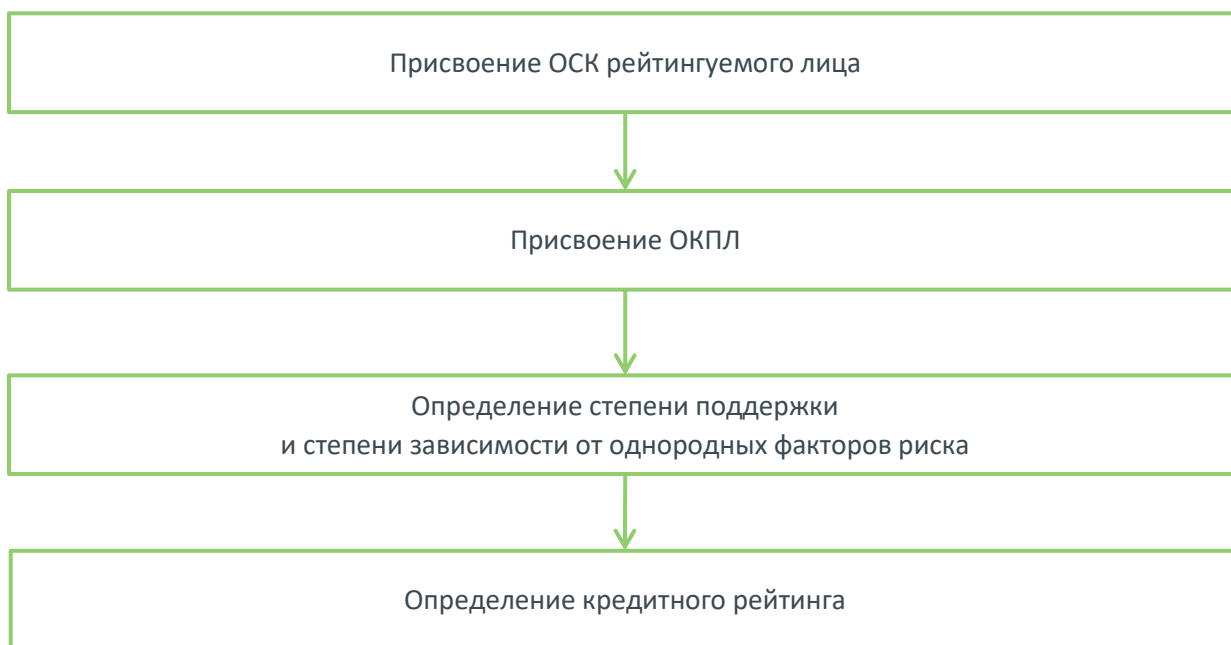 Присвоение ОСК рейтингуемого лица
Присвоение ОКПЛ
Определение степени поддержки
и степени зависимости от однородных факторов риска
Определение кредитного рейтинга